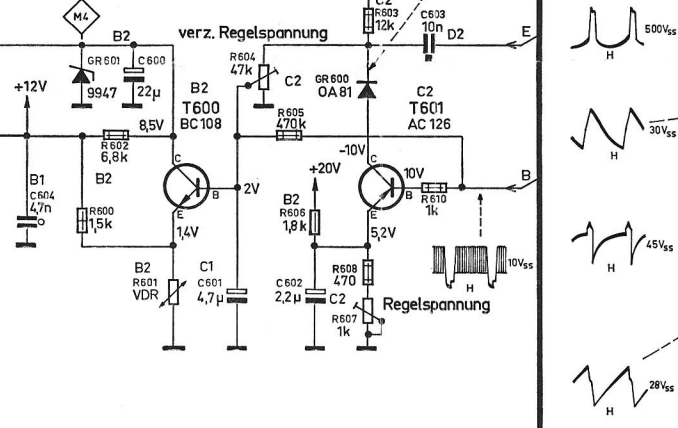 M4
B2
verz. Regelspannung
C2
R603
12k
C603
10n
D2
E
500Vss
H
GR601
9947
C600
22µ
R604
47k
C2
GR600
OA81
+12V
B2
T600
BC108
R605
470k
C2
T601
AC126
30Vss
H
8,5V
R602
6,8k
-10V
C
C
B1
C604
4,7n
B2
2V
B
+20V
10V
B
R610
1k
B
R600
1,5k
E
1,4V
B2
R606
1,8k
E
5,2V
45Vss
H
B2
R601
VDR
C1
C601
4,7µ
C602
2,2µ
C2
R608
470
10Vss
H
Regelspannung
R607
1k
28Vss
H